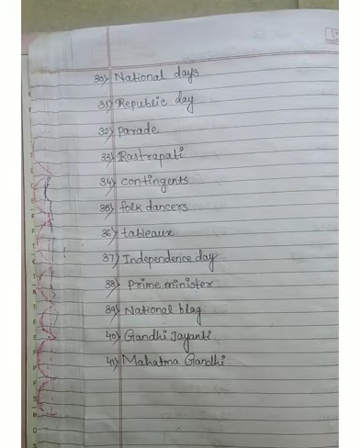 30) National days
31) Republic day
32) Parade
33) Rastrapati
34) contingents
35) folk dancers
36) tableaux
37) Independence day
38) Prime minister
39) National blag
40) Gandhi Jayanti
41) Mahatma Gandhi